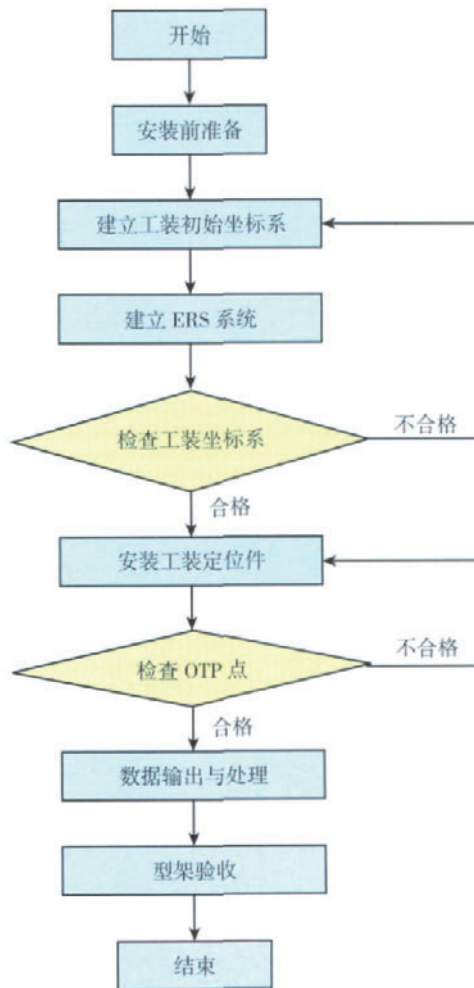 开始
安装前准备
建立工装初始坐标系
建立 ERS 系统
检查工装坐标系
不合格
合格
安装工装定位件
检查 OTP 点
不合格
合格
数据输出与处理
型架验收
结束